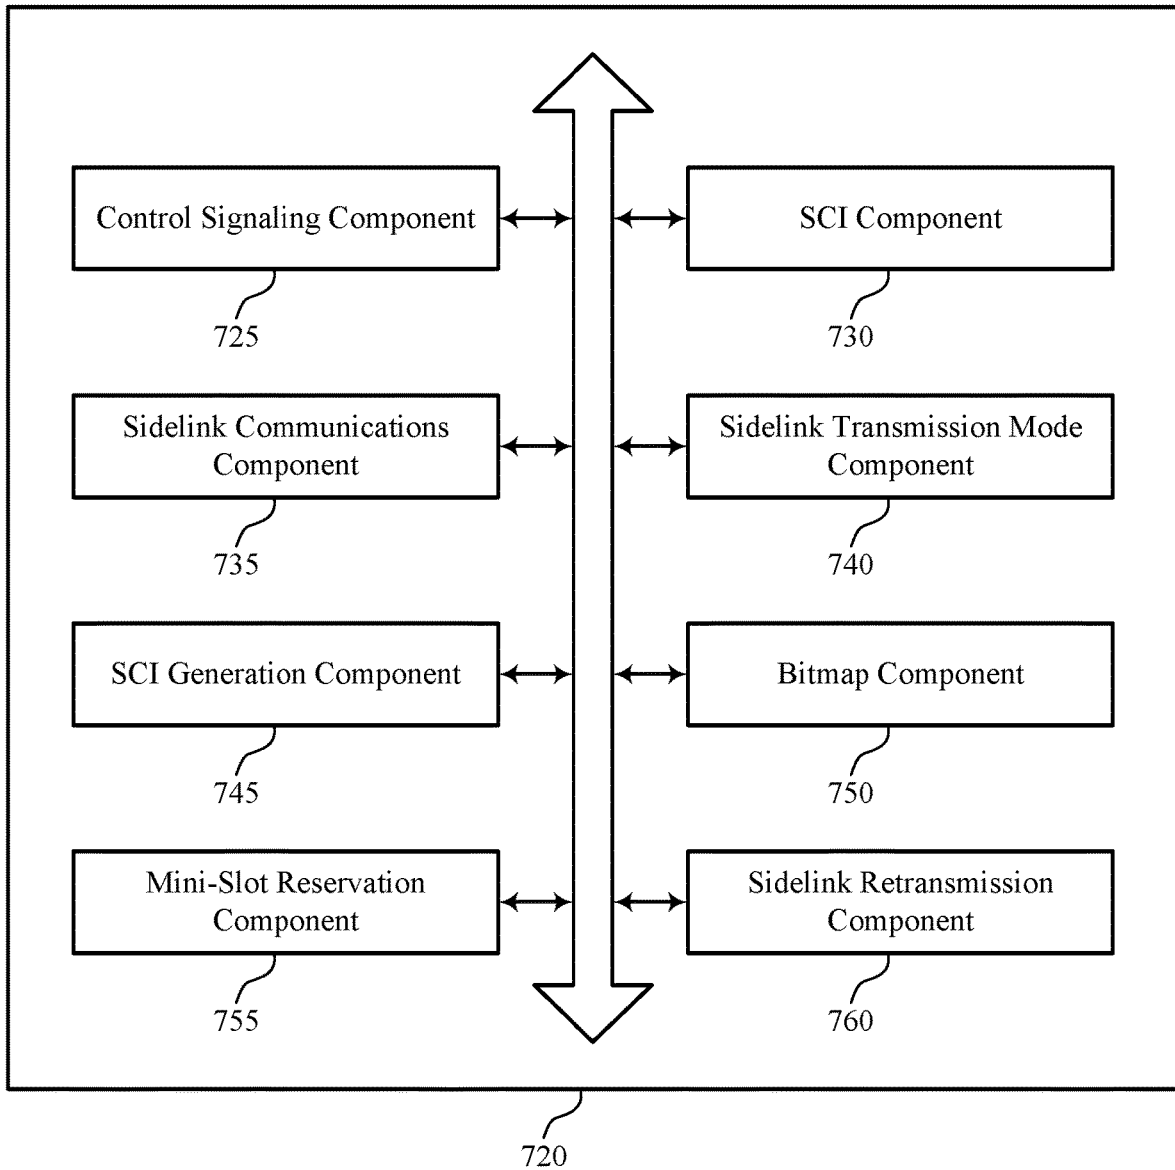 Control Signaling Component
725
SCI Component
730
Sidelink Communications
Component
735
Sidelink Transmission Mode
Component
740
SCI Generation Component
745
Bitmap Component
750
Mini-Slot Reservation
Component
755
Sidelink Retransmission
Component
760
720